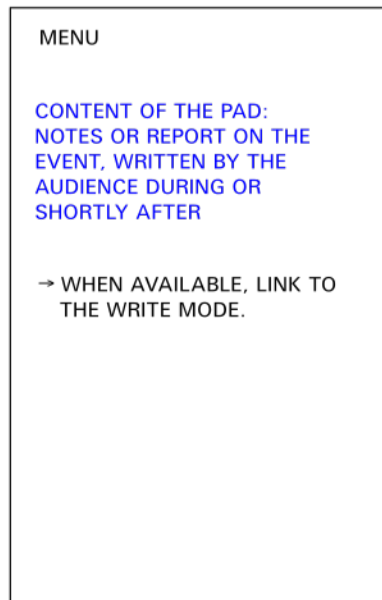 MENU
CONTENT OF THE PAD:
NOTES OR REPORT ON THE
EVENT, WRITTEN BY THE
AUDIENCE DURING OR
SHORTLY AFTER
→ WHEN AVAILABLE, LINK TO
THE WRITE MODE.